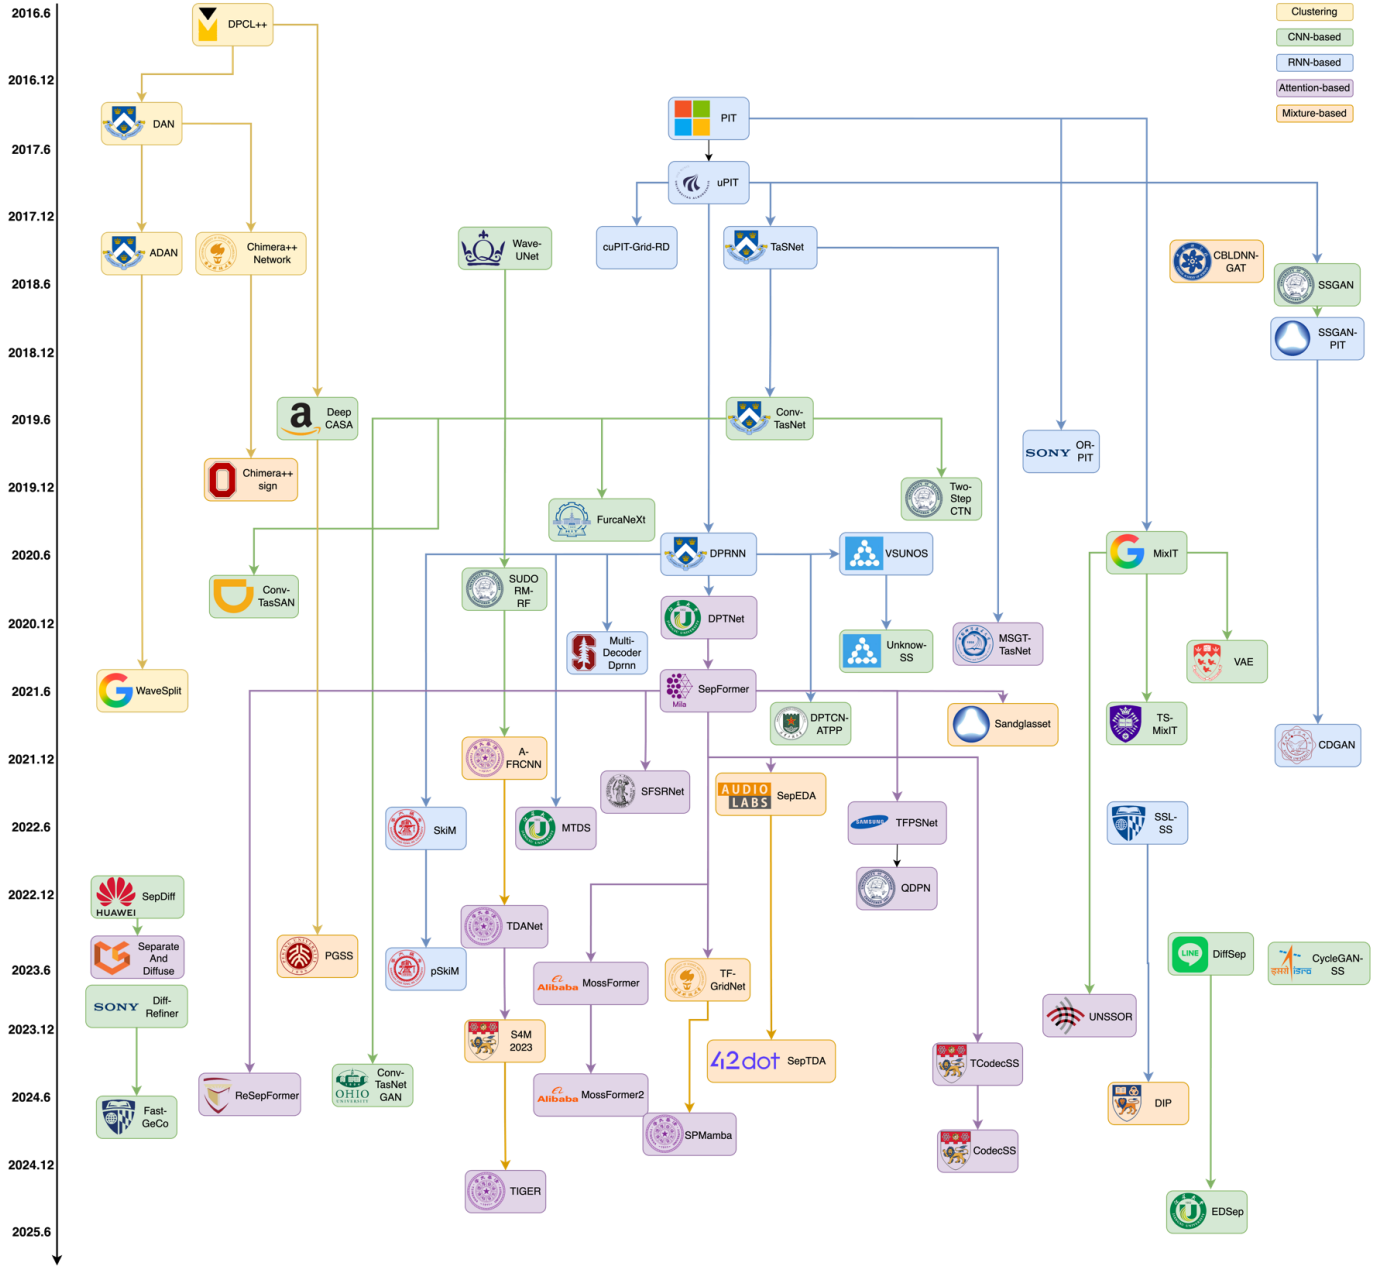 2016.6
DPCL++
Clustering
CNN-based
RNN-based
2016.12
Attention-based
Mixture-based
DAN
PIT
2017.6
uPIT
2017.12
ADAN
Chimera++
Network
Wave-
UNet
cuPIT-Grid-RD
TaSNet
CBLDNN-
GAT
2018.6
SSGAN
SSGAN-
PIT
2018.12
Deep
CASA
2019.6
Conv-
TasNet
SONY
OR-
PIT
Chimera++
sign
2019.12
Two-
Step
CTN
FurcaNeXt
2020.6
DPRNN
VSUNOS
MixIT
Conv-
TasSAN
SUDO
RM-
RF
2020.12
DPTNet
Multi-
Decoder
Dprnn
Unknow-
SS
MSGT-
TasNet
VAE
2021.6
WaveSplit
Mila
SepFormer
DPTCN-
ATPP
Sandglasset
TS-
MixIT
CDGAN
2021.12
A-
FRCNN
SFSRNet
AUDIO
LABS
SepEDA
2022.6
SkiM
MTDS
SAMSUNG
TFPSNet
SSL-
SS
2022.12
HUAWEI
SepDiff
QDPN
TDANet
Separate
And
Diffuse
PGSS
pSkiM
LINE
DiffSep
CycleGAN-
SS
2023.6
Alibaba
MossFormer
TF-
GridNet
SONY
Diff-
Refiner
UNSSOR
2023.12
S4M
2023
42dot
SepTDA
TCodecSS
2024.6
ReSepFormer
OHIO
UNIVERSITY
Conv-
TasNet
GAN
Alibaba
MossFormer2
DIP
Fast-
GeCo
SPMamba
CodecSS
2024.12
TIGER
EDSep
2025.6